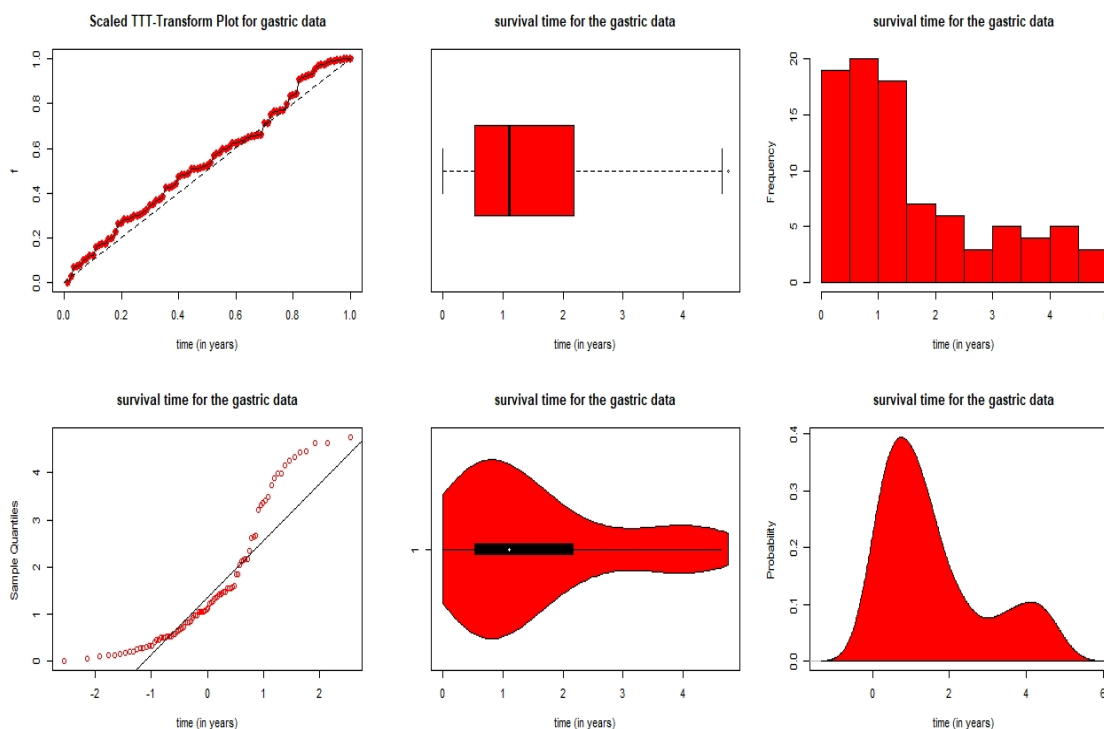 Scaled TTT-Transform Plot for gastric data
f
0.0 0.2 0.4 0.6 0.8 1.0
0.0 0.2 0.4 0.6 0.8 1.0
time (in years)
survival time for the gastric data
0 1 2 3 4
time (in years)
survival time for the gastric data
Frequency
0 5 10 15 20
0 1 2 3 4
time (in years)
survival time for the gastric data
Sample Quantiles
0 1 2 3 4
-2 -1 0 1 2
time (in years)
survival time for the gastric data
1
0 1 2 3 4
time (in years)
survival time for the gastric data
Probability
0.0 0.1 0.2 0.3 0.4
0 2 4 6
time (in years)